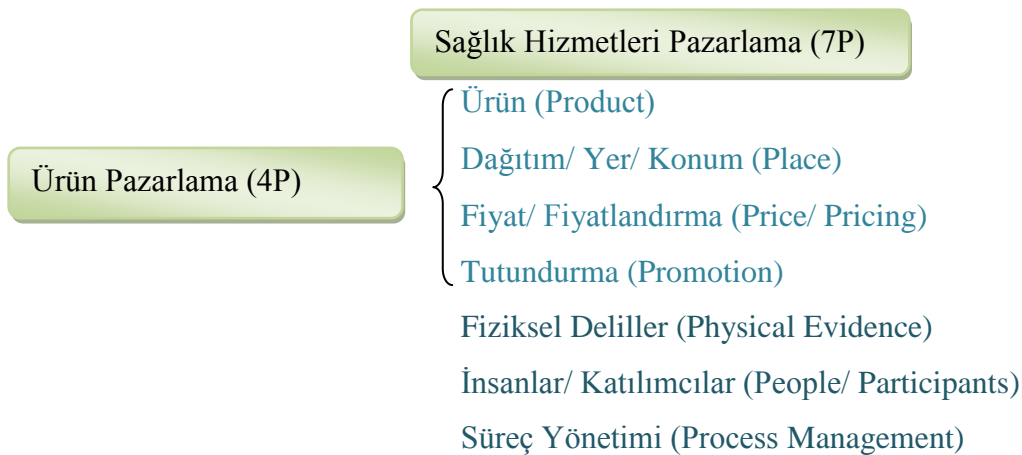 Sağlık Hizmetleri Pazarlama (7P)
Ürün (Product)
Dağıtım/ Yer/ Konum (Place)
Ürün Pazarlama (4P)
Fiyat/ Fiyatlandırma (Price/ Pricing)
Tutundurma (Promotion)
Fiziksel Deliller (Physical Evidence)
İnsanlar/ Katılımcılar (People/ Participants)
Süreç Yönetimi (Process Management)